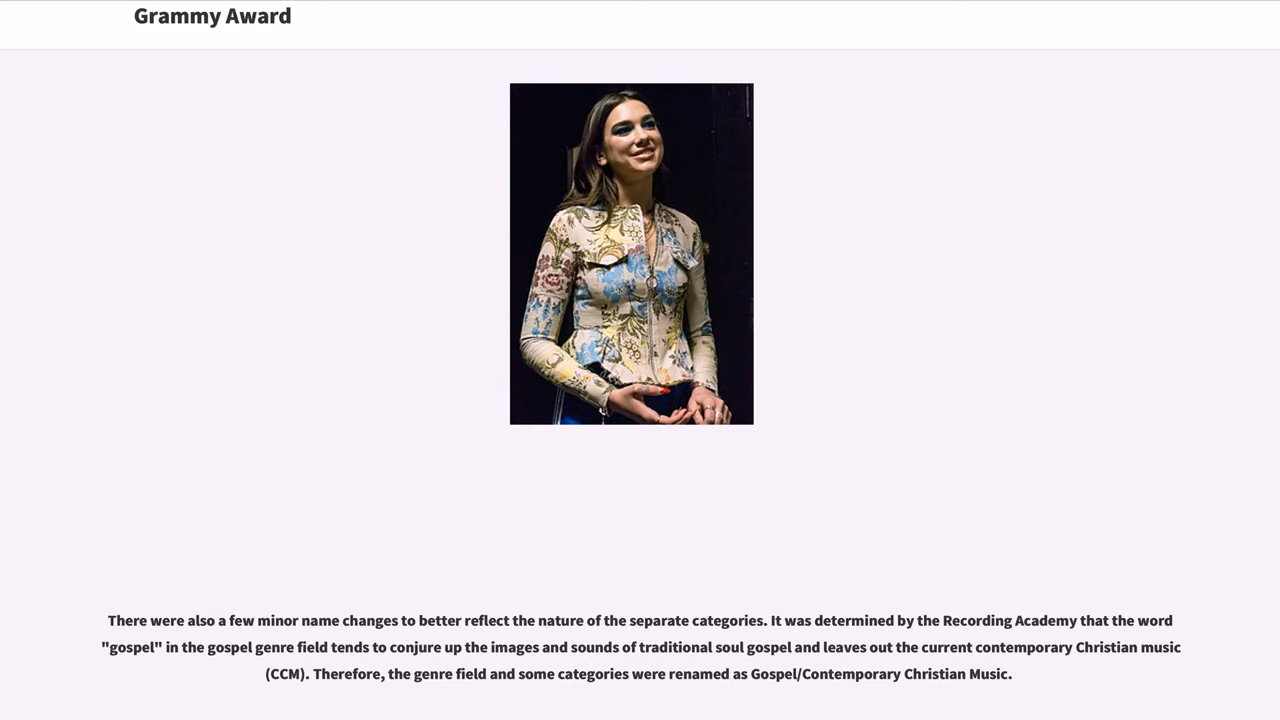 Grammy Award
There were also a few minor name changes to better reflect the nature of the separate categories. It was determined by the Recording Academy that the word
"gospel" in the gospel genre field tends to conjure up the images and sounds of traditional soul gospel and leaves out the current contemporary Christian music
(CCM). Therefore, the genre field and some categories were renamed as Gospel/Contemporary Christian Music.